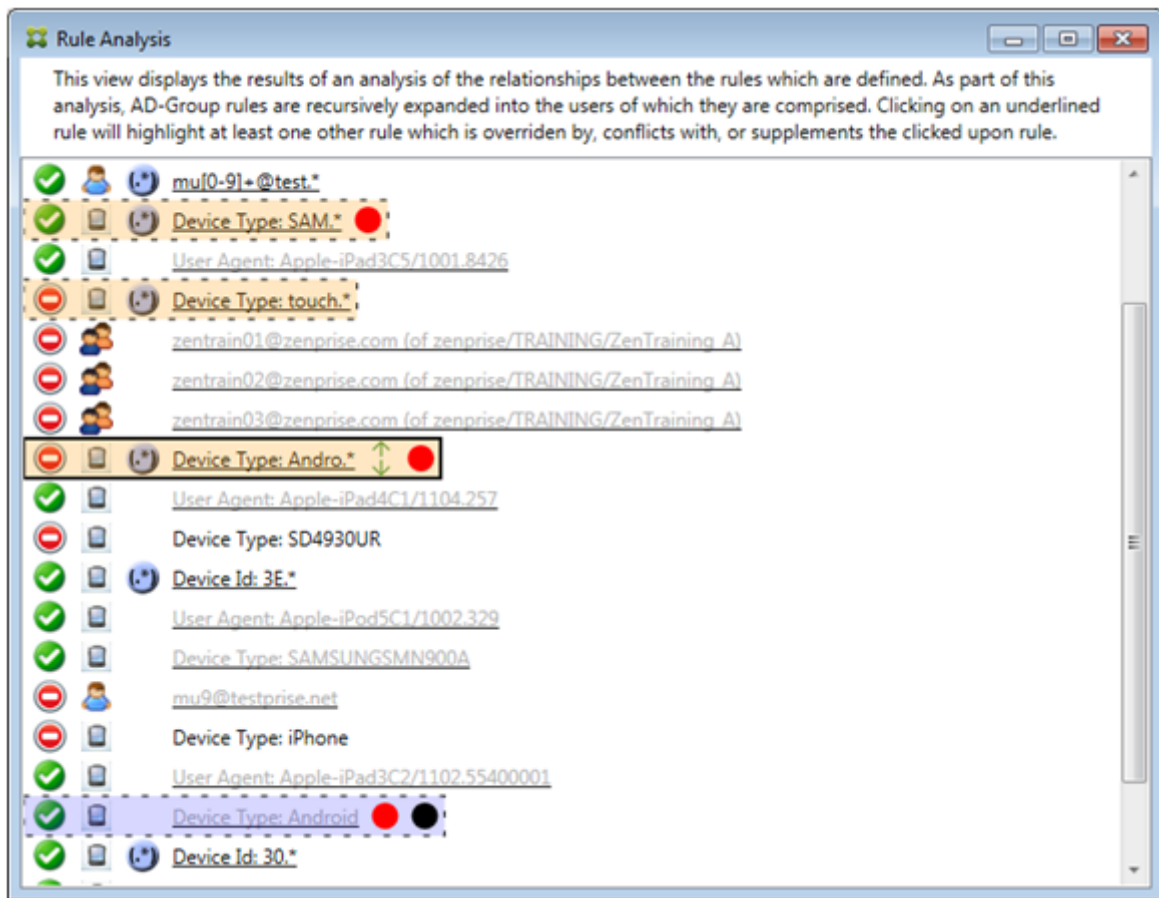 Rule Analysis
This view displays the results of an analysis of the relationships between the rules which are defined. As part of this
analysis, AD-Group rules are recursively expanded into the users of which they are comprised. Clicking on an underlined
rule will highlight at least one other rule which is overriden by, conflicts with, or supplements the clicked upon rule.
(.*) mu[0-9]+@test.*
(.*) Device Type: SAM.*
User Agent: Apple-iPad3C5/1001.8426
(.*) Device Type: touch.*
zentrain01@zenprise.com (of zenprise/TRAINING/ZenTraining_A)
zentrain02@zenprise.com (of zenprise/TRAINING/ZenTraining_A)
zentrain03@zenprise.com (of zenprise/TRAINING/ZenTraining_A)
(.*) Device Type: Andro.*
User Agent: Apple-iPad4C1/1104.257
Device Type: SD4930UR
(.*) Device Id: 3E.*
User Agent: Apple-iPod5C1/1002.329
Device Type: SAMSUNGSMN900A
mu9@testprise.net
Device Type: iPhone
User Agent: Apple-iPad3C2/1102.55400001
Device Type: Android
(.*) Device Id: 30.*